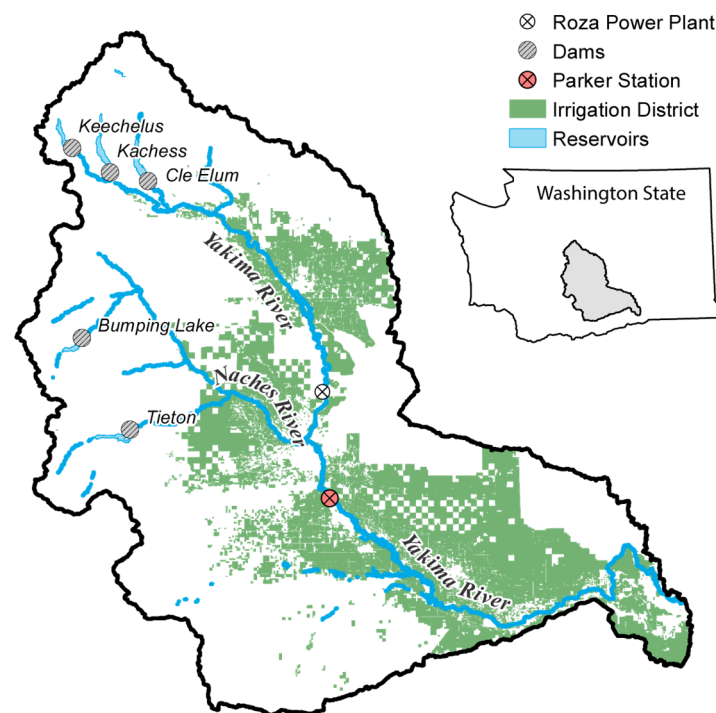 Roza Power Plant
Dams
Parker Station
Irrigation District
Reservoirs
Washington State
Keechelus
Kachess
Cle Elum
Yakima River
Bumping Lake
Naches River
Tieton
Yakima River